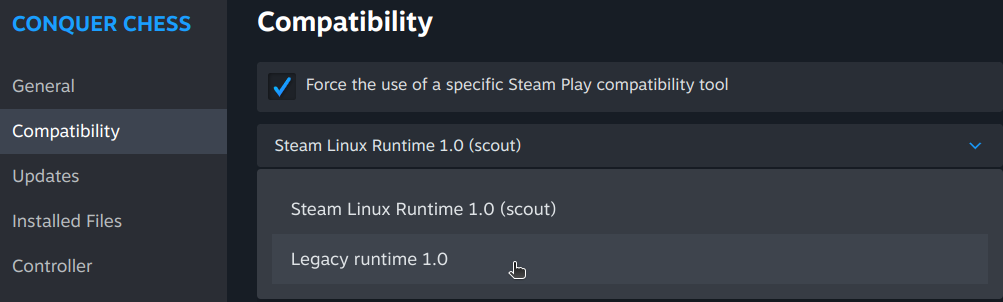 CONQUER CHESS
General
Compatibility
Updates
Installed Files
Controller
Compatibility
Force the use of a specific Steam Play compatibility tool
Steam Linux Runtime 1.0 (scout)
Steam Linux Runtime 1.0 (scout)
Legacy runtime 1.0